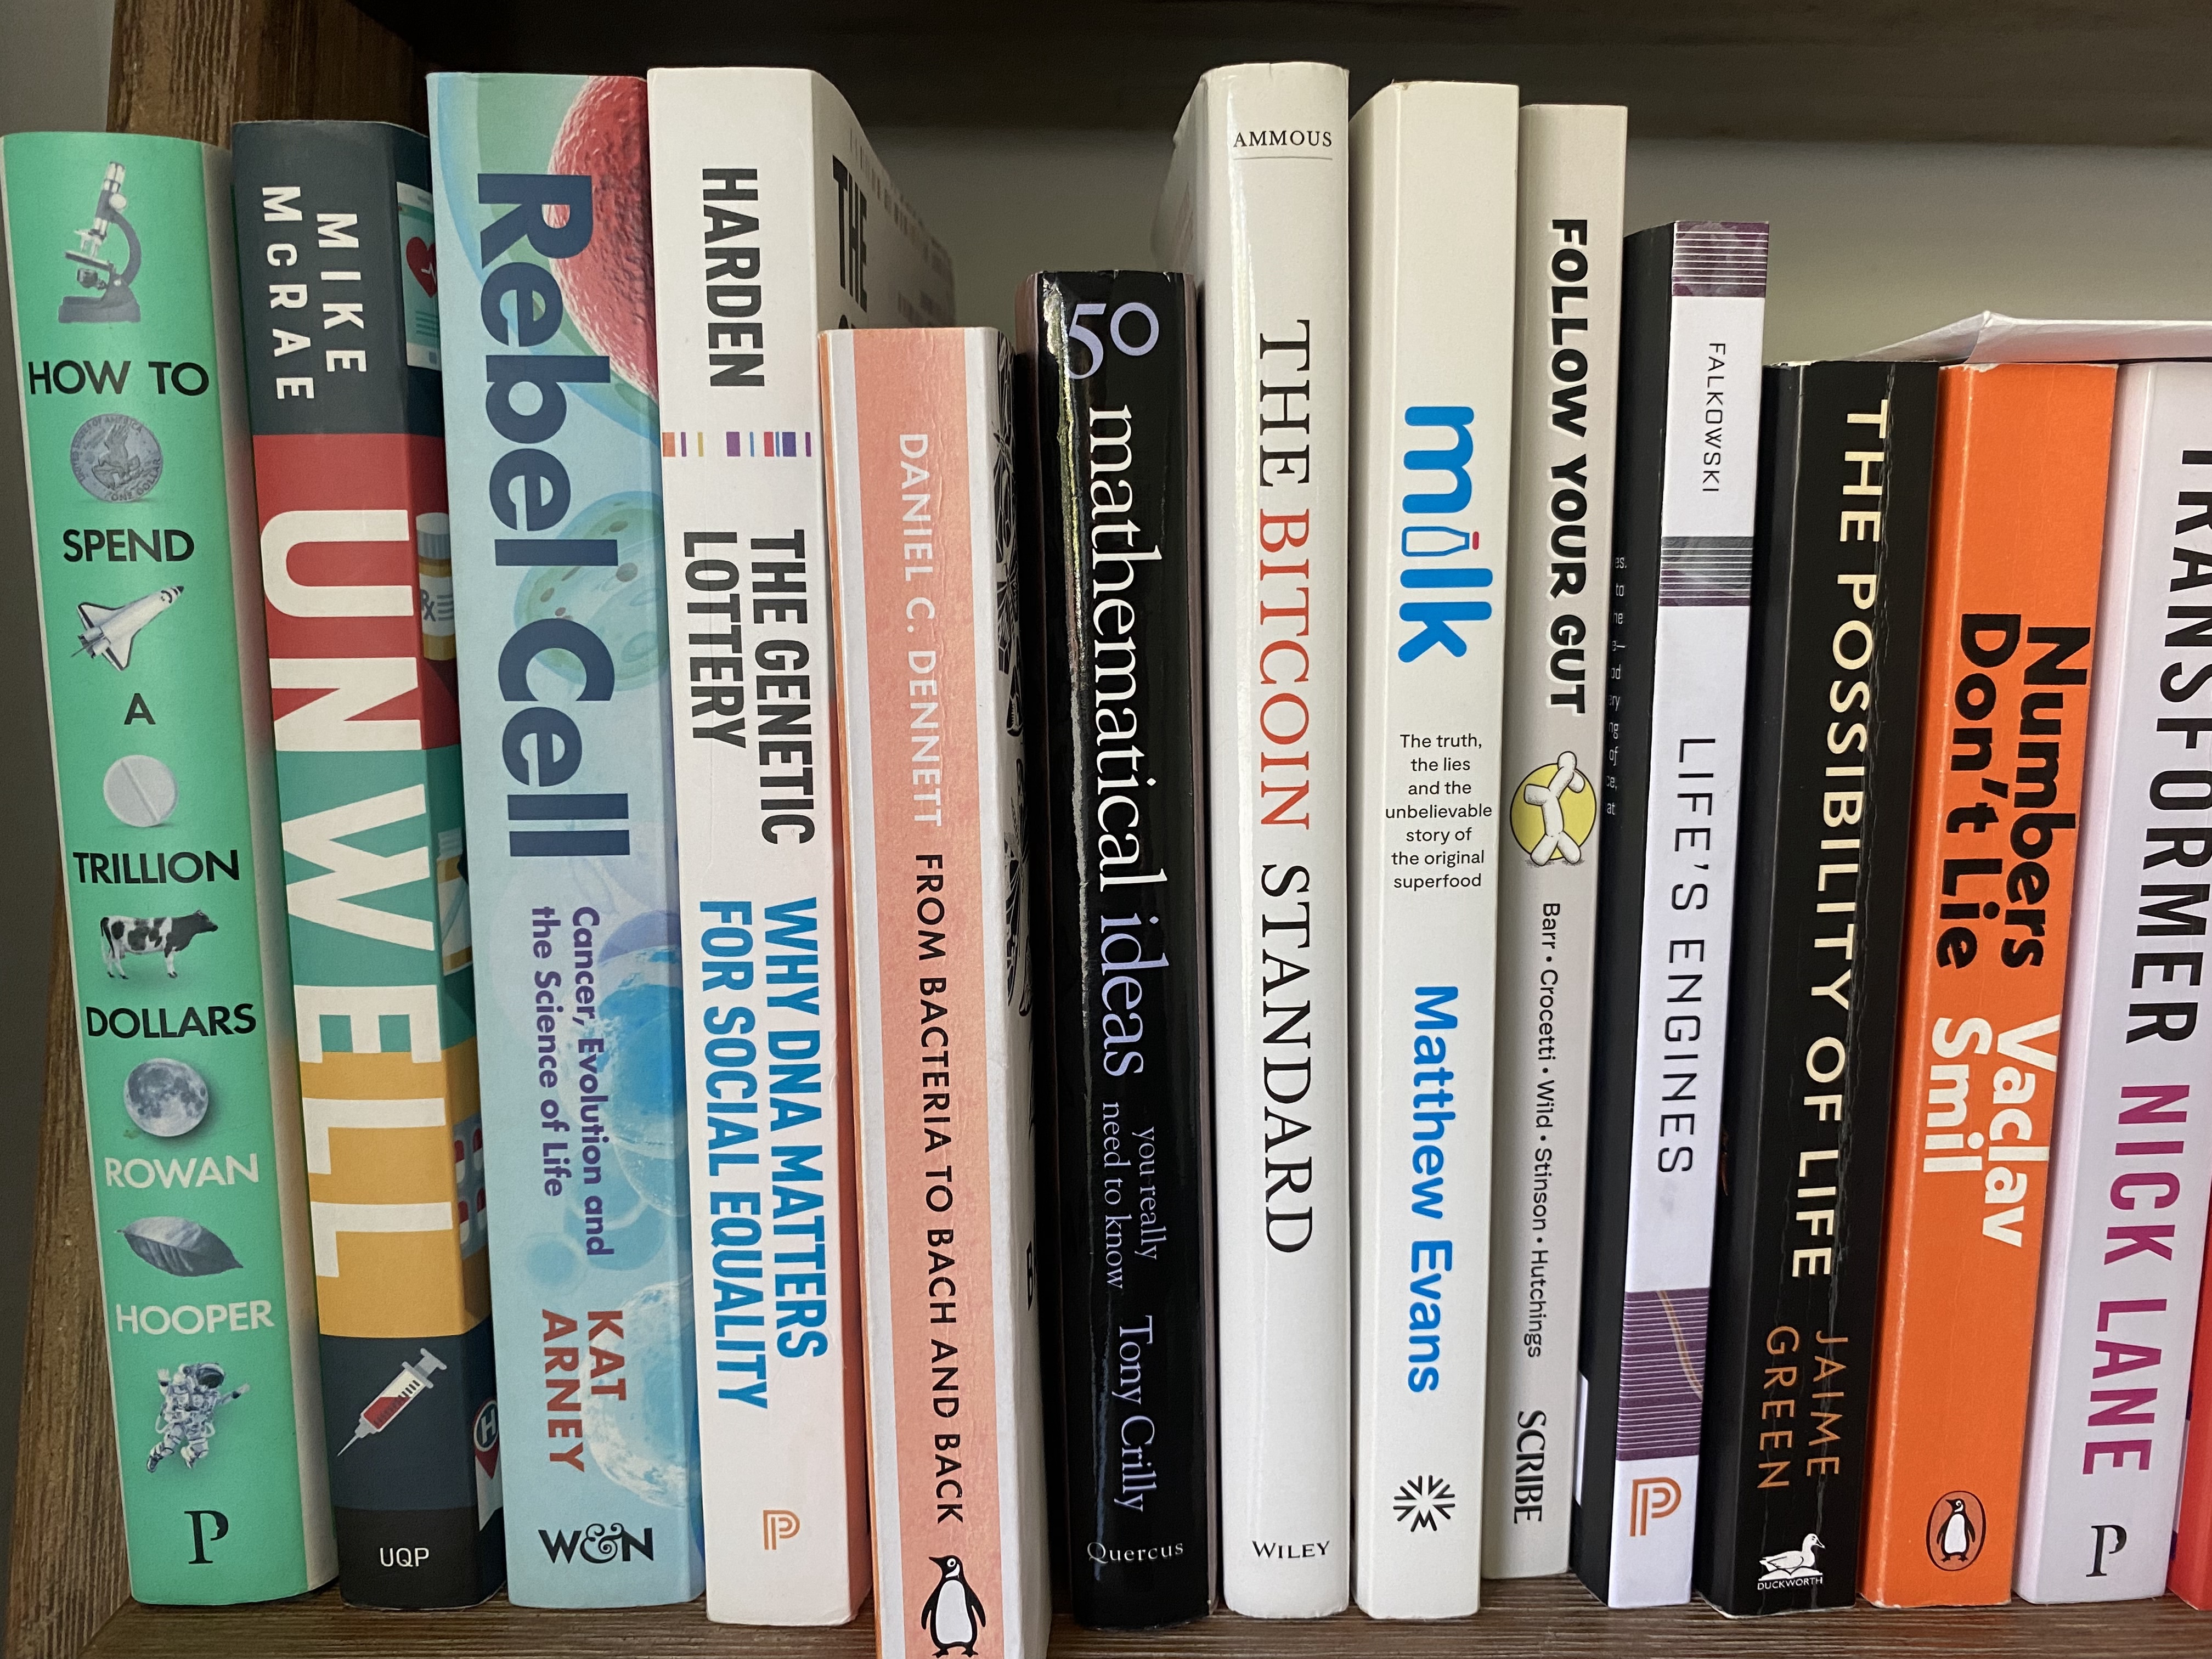 HOW TO
SPEND
A
TRILLION
DOLLARS
ROWAN
HOOPER
P
MIKE
McRAE
UNWELL
UQP
Rebel Cell
Cancer, Evolution and
the Science of Life
KAT
ARNEY
W&N
HARDEN
THE GENETIC
LOTTERY
WHY DNA MATTERS
FOR SOCIAL EQUALITY
P
THE
DANIEL C. DENNETT FROM BACTERIA TO BACH AND BACK
50 mathematical ideas
you really
need to know
Tony Crilly
Quercus
AMMOUS
THE BITCOIN STANDARD
WILEY
milk
The truth,
the lies
and the
unbelievable
story of
the original
superfood
Matthew Evans
FOLLOW YOUR GUT
Barr • Crocetti • Wild • Stinson • Hutchings
SCRIBE
FALKOWSKI
LIFE'S ENGINES
P
THE POSSIBILITY OF LIFE
JAIME
GREEN
DUCKWORTH
Numbers
Don't Lie
Vaclav
Smil
TRANSFORMER NICK LANE
P